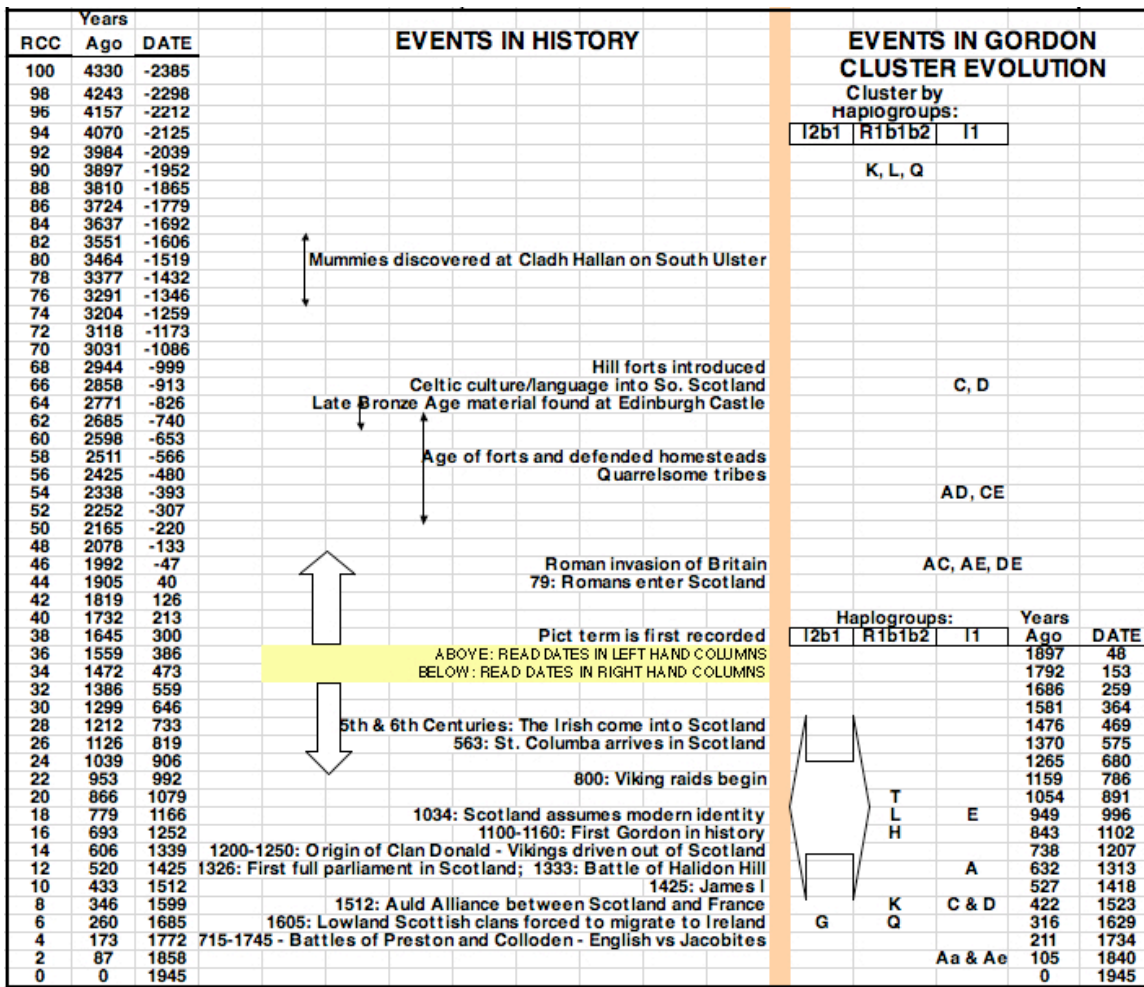 Years
RCC Ago DATE EVENTS IN HISTORY EVENTS IN GORDON
100 4330 -2385 CLUSTER EVOLUTION
98 4243 -2298 Cluster by
96 4157 -2212 Haplogroups:
94 4070 -2125 I2b1 R1b1b2 I1
92 3984 -2039
90 3897 -1952 K, L, Q
88 3810 -1865
86 3724 -1779
84 3637 -1692
82 3551 -1606
80 3464 -1519 Mummies discovered at Cladh Hallan on South Ulster
78 3377 -1432
76 3291 -1346
74 3204 -1259
72 3118 -1173
70 3031 -1086
68 2944 -999 Hill forts introduced
66 2858 -913 Celtic culture/language into So. Scotland C, D
64 2771 -826 Late Bronze Age material found at Edinburgh Castle
62 2685 -740
60 2598 -653
58 2511 -566 Age of forts and defended homesteads
56 2425 -480 Quarrelsome tribes
54 2338 -393 AD, CE
52 2252 -307
50 2165 -220
48 2078 -133
46 1992 -47 Roman invasion of Britain AC, AE, DE
44 1905 40 79: Romans enter Scotland
42 1819 126
40 1732 213 Haplogroups: Years
38 1645 300 Pict term is first recorded I2b1 R1b1b2 I1 Ago DATE
36 1559 386 ABOVE: READ DATES IN LEFT HAND COLUMNS 1897 48
34 1472 473 BELOW: READ DATES IN RIGHT HAND COLUMNS 1792 153
32 1386 559 1686 259
30 1299 646 1581 364
28 1212 733 5th & 6th Centuries: The Irish come into Scotland 1476 469
26 1126 819 563: St. Columba arrives in Scotland 1370 575
24 1039 906 1265 680
22 953 992 800: Viking raids begin 1159 786
20 866 1079 T 1054 891
18 779 1166 1034: Scotland assumes modern identity L E 949 996
16 693 1252 1100-1160: First Gordon in history H 843 1102
14 606 1339 1200-1250: Origin of Clan Donald - Vikings driven out of Scotland 738 1207
12 520 1425 1326: First full parliament in Scotland; 1333: Battle of Halidon Hill A 632 1313
10 433 1512 1425: James I 527 1418
8 346 1599 1512: Auld Alliance between Scotland and France K C & D 422 1523
6 260 1685 1605: Lowland Scottish clans forced to migrate to Ireland G Q 316 1629
4 173 1772 715-1745 - Battles of Preston and Colloden - English vs Jacobites 211 1734
2 87 1858 Aa & Ae 105 1840
0 0 1945 0 1945